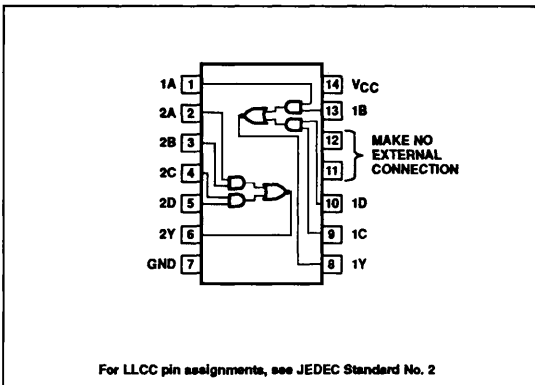 1A 1 14 VCC
2A 2 13 1B
2B 3 12 MAKE NO
EXTERNAL
2C 4 11 CONNECTION
2D 5 10 1D
2Y 6 9 1C
GND 7 8 1Y
For LLCC pin assignments, see JEDEC Standard No. 2